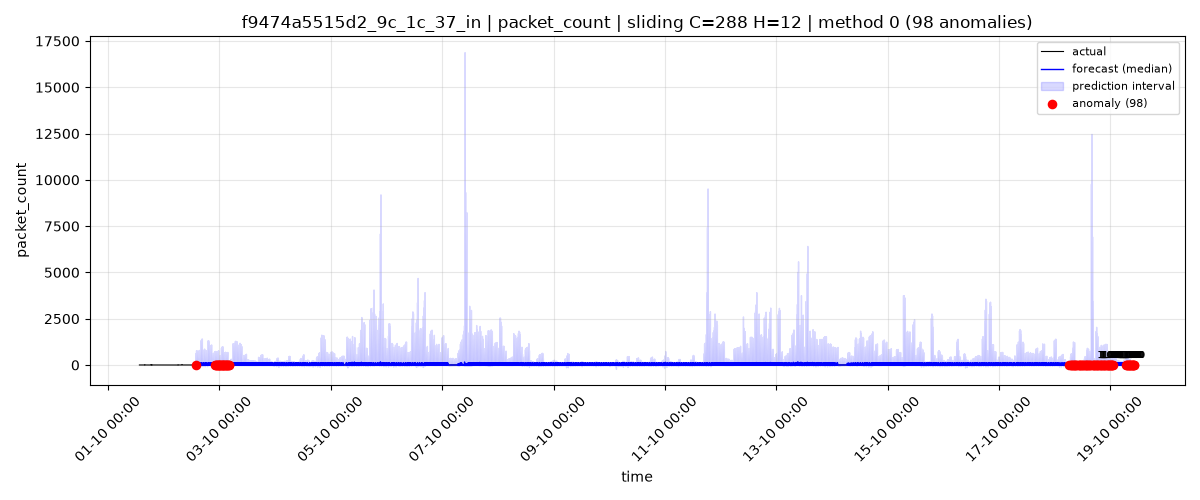 f9474a5515d2_9c_1c_37_in | packet_count | sliding C=288 H=12 | method 0 (98 anomalies)
actual
forecast (median)
prediction interval
anomaly (98)
17500
15000
12500
10000
7500
5000
2500
0
packet_count
01-10 00:00
03-10 00:00
05-10 00:00
07-10 00:00
09-10 00:00
11-10 00:00
13-10 00:00
15-10 00:00
17-10 00:00
19-10 00:00
time